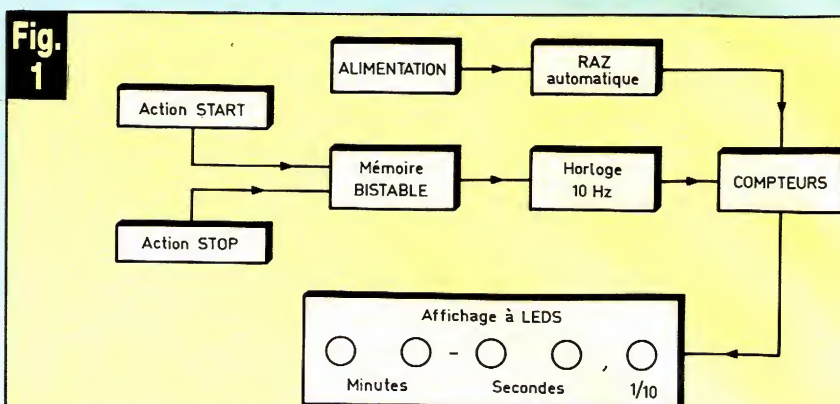 Fig.
1
ALIMENTATION
RAZ
automatique
Action START
Mémoire
BISTABLE
Horloge
10 Hz
COMPTEURS
Action STOP
Affichage à LEDS
- ,
Minutes Secondes 1/10